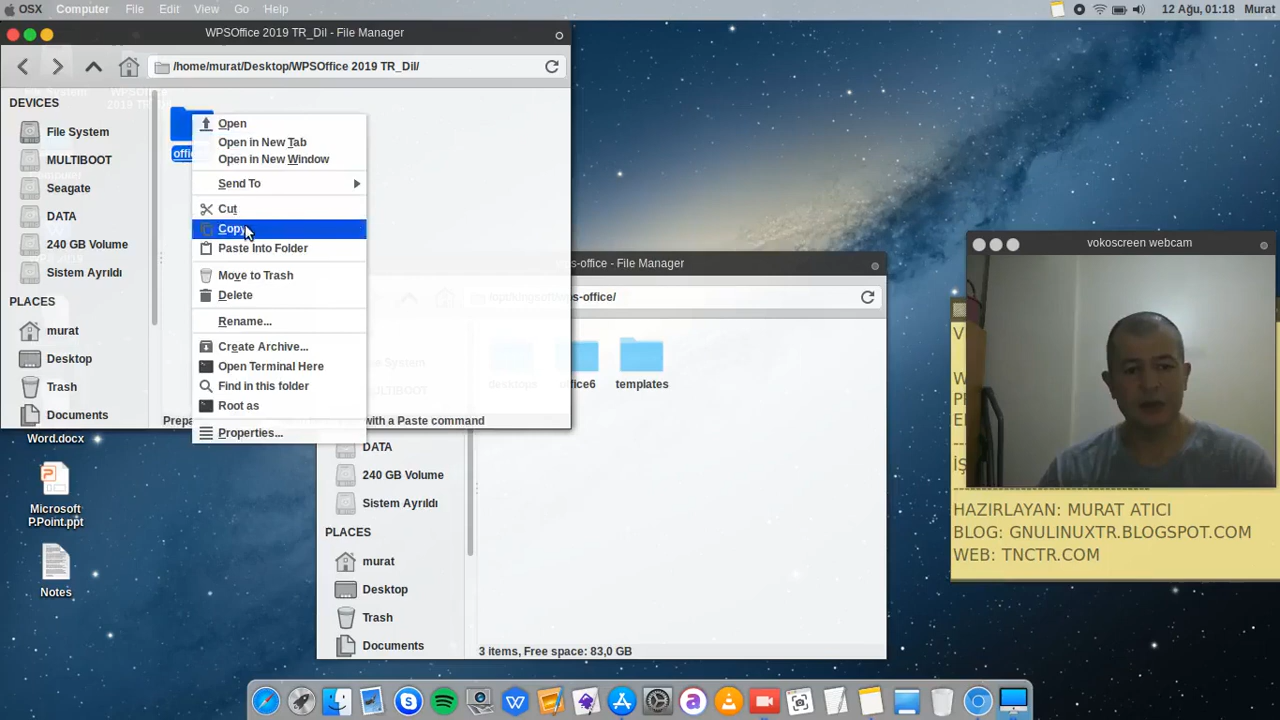 OSX Computer File Edit View Go Help 12 Ağu, 01:18 Murat
WPSOffice 2019 TR_Dil - File Manager
/home/murat/Desktop/WPSOffice 2019 TR_Dil/
DEVICES
File System
MULTIBOOT
Seagate
DATA
240 GB Volume
Sistem Ayrıldı
PLACES
murat
Desktop
Trash
Documents
Open
Open in New Tab
Open in New Window
Send To
Cut
Copy
Paste Into Folder
Move to Trash
Delete
Rename...
Create Archive...
Open Terminal Here
Find in this folder
Root as
Properties...
with a Paste command
ps-office - File Manager
/opt/kingsoft/wps-office/
desktops office6 templates
DATA
240 GB Volume
Sistem Ayrıldı
PLACES
murat
Desktop
Trash
Documents
3 items, Free space: 83,0 GB
Word.docx
Microsoft
P.Point.ppt
Notes
vokoscreen webcam
HAZIRLAYAN: MURAT ATICI
BLOG: GNULINUXTR.BLOGSPOT.COM
WEB: TNCTR.COM